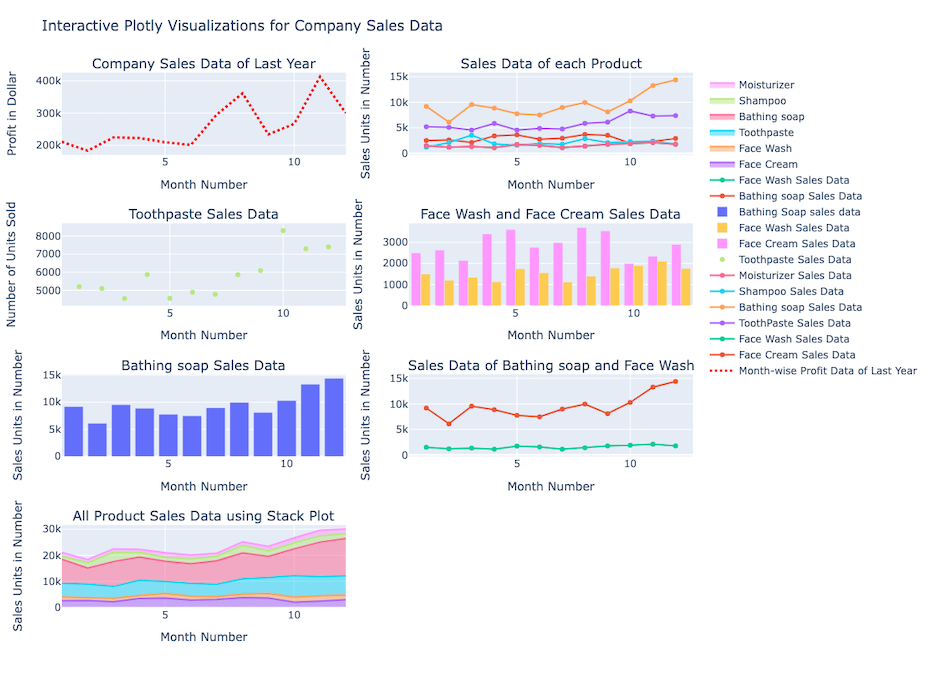 Interactive Plotly Visualizations for Company Sales Data
Company Sales Data of Last Year
Profit in Dollar
400k
300k
200k
5
10
Month Number
Sales Data of each Product
Sales Units in Number
15k
10k
5k
0
5
10
Month Number
Toothpaste Sales Data
Number of Units Sold
8000
7000
6000
5000
5
10
Month Number
Face Wash and Face Cream Sales Data
Sales Units in Number
3000
2000
1000
0
5
10
Month Number
Bathing soap Sales Data
Sales Units in Number
15k
10k
5k
0
5
10
Month Number
Sales Data of Bathing soap and Face Wash
Sales Units in Number
15k
10k
5k
0
5
10
Month Number
All Product Sales Data using Stack Plot
Sales Units in Number
30k
20k
10k
0
5
10
Month Number
Moisturizer
Shampoo
Bathing soap
Toothpaste
Face Wash
Face Cream
Face Wash Sales Data
Bathing soap Sales Data
Bathing Soap sales data
Face Wash Sales Data
Face Cream Sales Data
Toothpaste Sales Data
Moisturizer Sales Data
Shampoo Sales Data
Bathing soap Sales Data
ToothPaste Sales Data
Face Wash Sales Data
Face Cream Sales Data
Month-wise Profit Data of Last Year